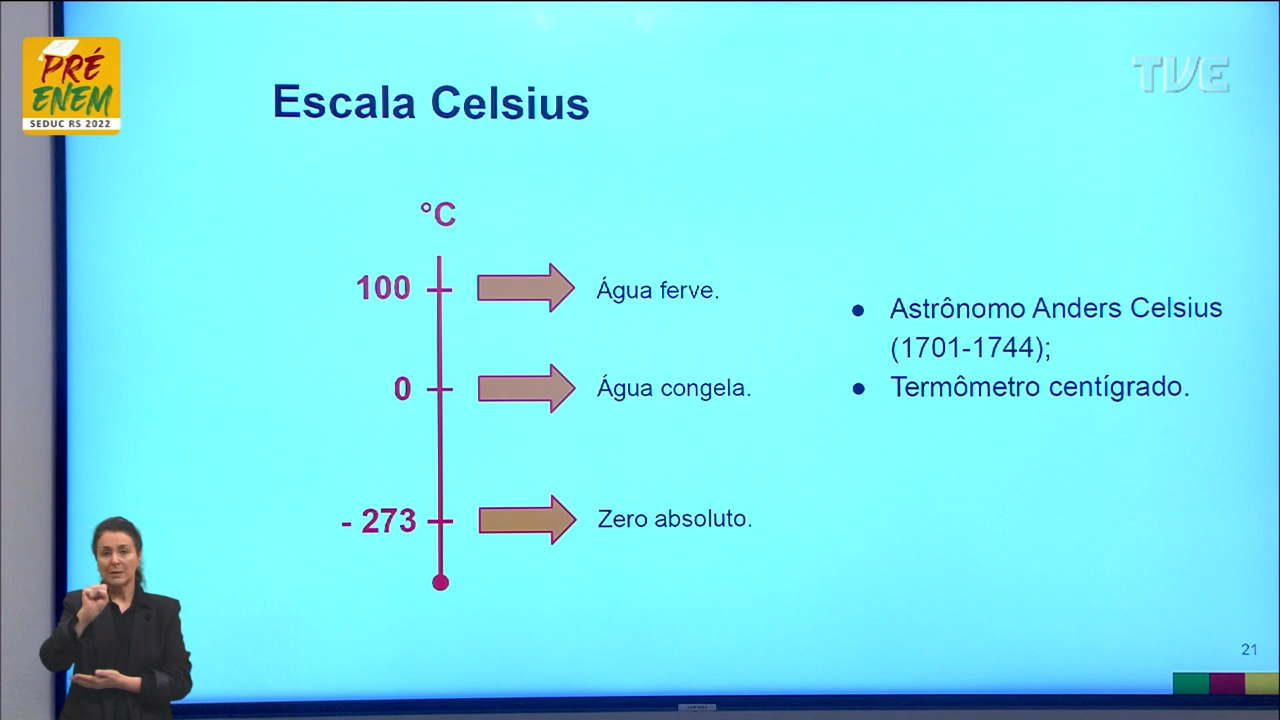 PRÉ
ENEM
SEDUC RS 2022
TVE
Escala Celsius
°C
100
Água ferve.
0
Água congela.
- 273
Zero absoluto.
● Astrônomo Anders Celsius
(1701-1744);
● Termômetro centígrado.
21